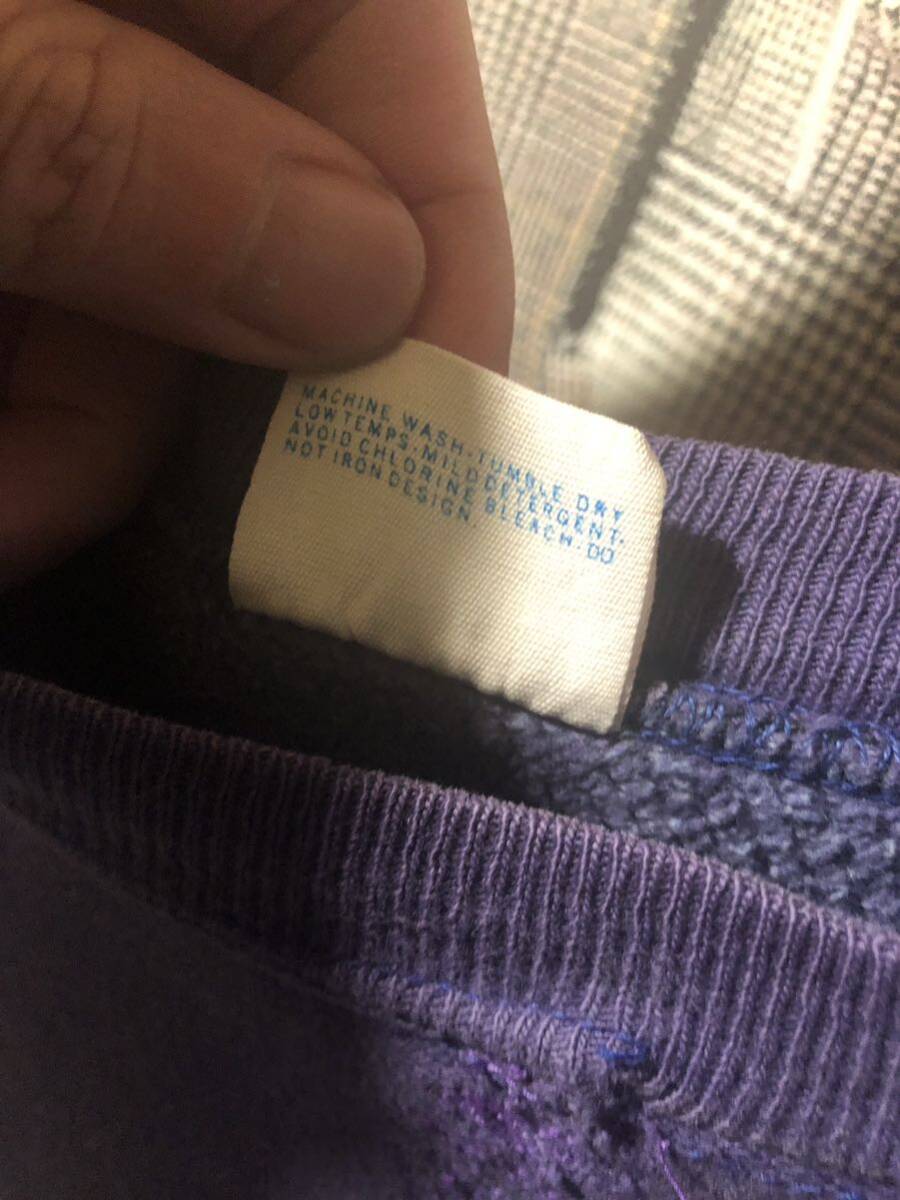 MACHINE WASH-TUMBLE DRY
LOW TEMPS. MILD DETERGENT-
AVOID CHLORINE BLEACH-DO
NOT IRON DESIGN.